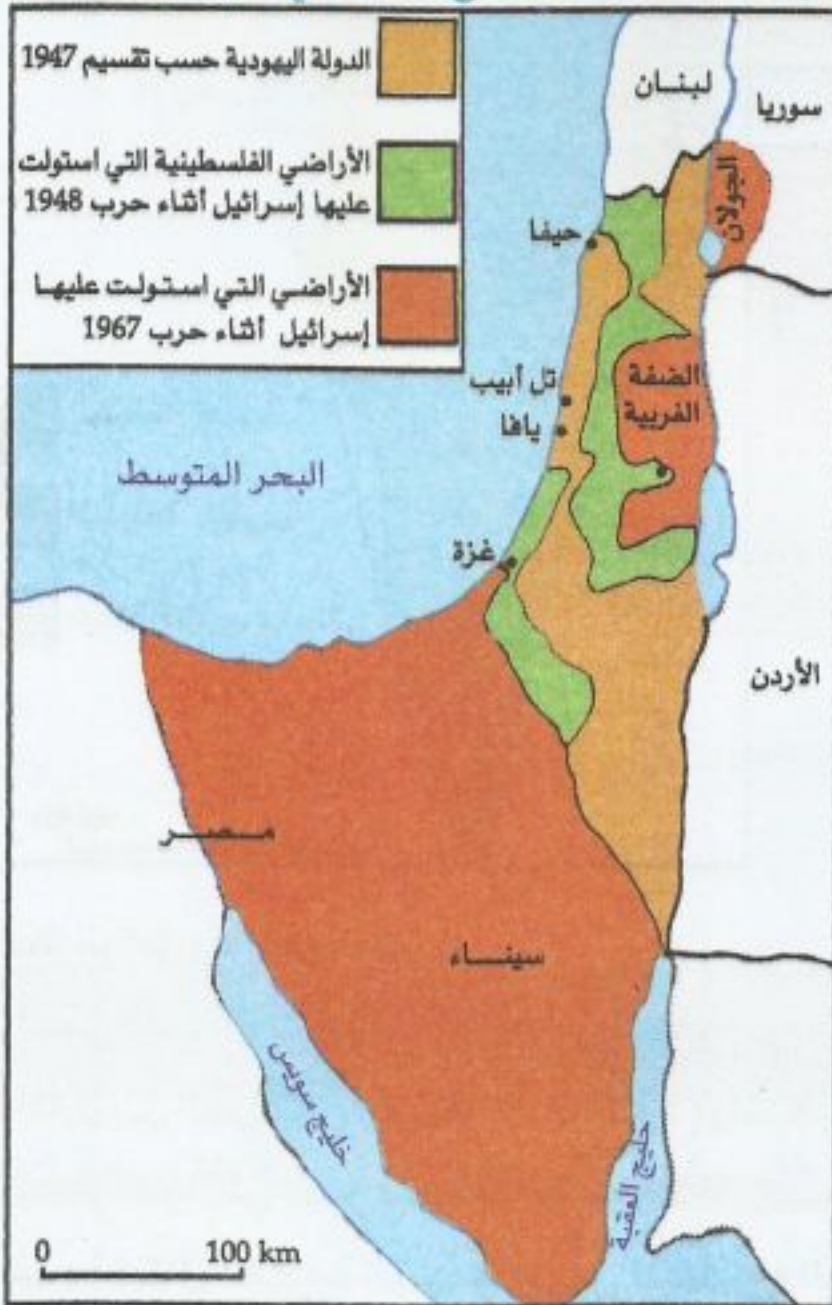 الدولة اليهودية حسب تقسيم 1947
الأراضي الفلسطينية التي استولت
عليها إسرائيل أثناء حرب 1948
الأراضي التي استولت عليها
إسرائيل أثناء حرب 1967
لبنان
سوريا
الجولان
حيفا
تل أبيب
يافا
الضفة
الغربية
البحر المتوسط
غزة
الأردن
مصر
سيناء
خليج سويس
خليج العقبة
0 100 km